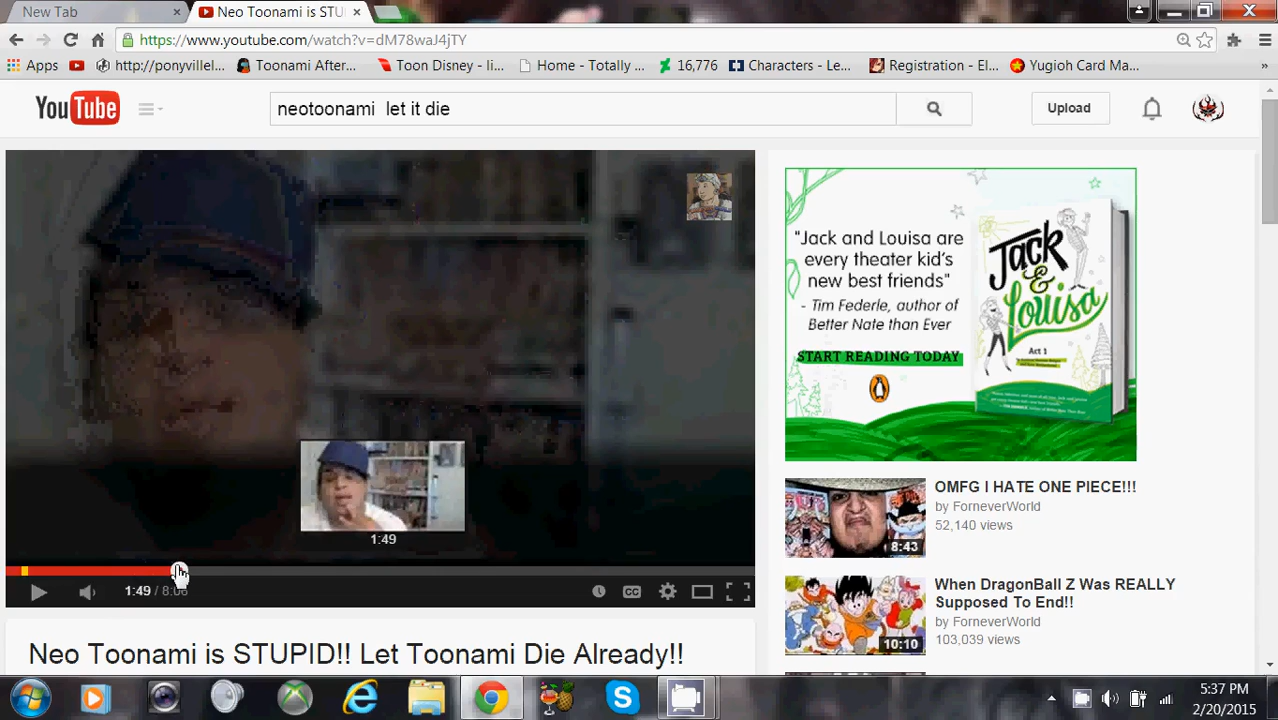 New Tab
Neo Toonami is STU
https://www.youtube.com/watch?v=dM78waJ4jTY
Apps
http://ponyvillel...
Toonami After...
Toon Disney - li...
Home - Totally ...
16,776
Characters - Le...
Registration - El...
Yugioh Card Ma...
»
YouTube
neotoonami let it die
Upload
"Jack and Louisa are
every theater kid's
new best friends"
- Tim Federle, author of
Better Nate than Ever
START READING TODAY
Jack
&
Louisa
Act 1
1:49
1:49 / 8:06
CC
OMFG I HATE ONE PIECE!!!
by ForneverWorld
52,140 views
8:43
When DragonBall Z Was REALLY
Supposed To End!!
by ForneverWorld
103,039 views
10:10
Neo Toonami is STUPID!! Let Toonami Die Already!!
5:37 PM
2/20/2015